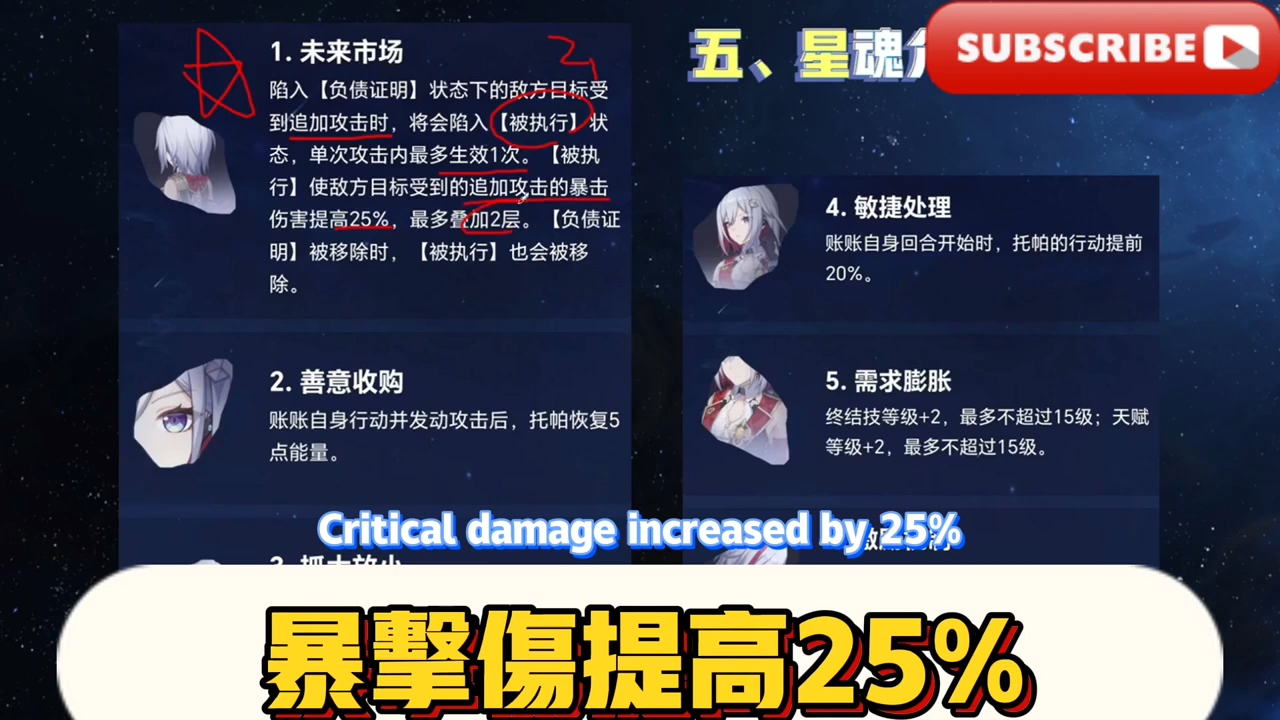 1. 未来市场
陷入【负债证明】状态下的敌方目标受
到追加攻击时，将会陷入【被执行】状
态，单次攻击内最多生效1次。【被执
行】使敌方目标受到的追加攻击的暴击
伤害提高25%，最多叠加2层。【负债证
明】被移除时，【被执行】也会被移
除。
2. 善意收购
账账自身行动并发动攻击后，托帕恢复5
点能量。
五、星魂
SUBSCRIBE
4. 敏捷处理
账账自身回合开始时，托帕的行动提前
20%。
5. 需求膨胀
终结技等级+2，最多不超过15级；天赋
等级+2，最多不超过15级。
Critical damage increased by 25%
暴擊傷提高25%